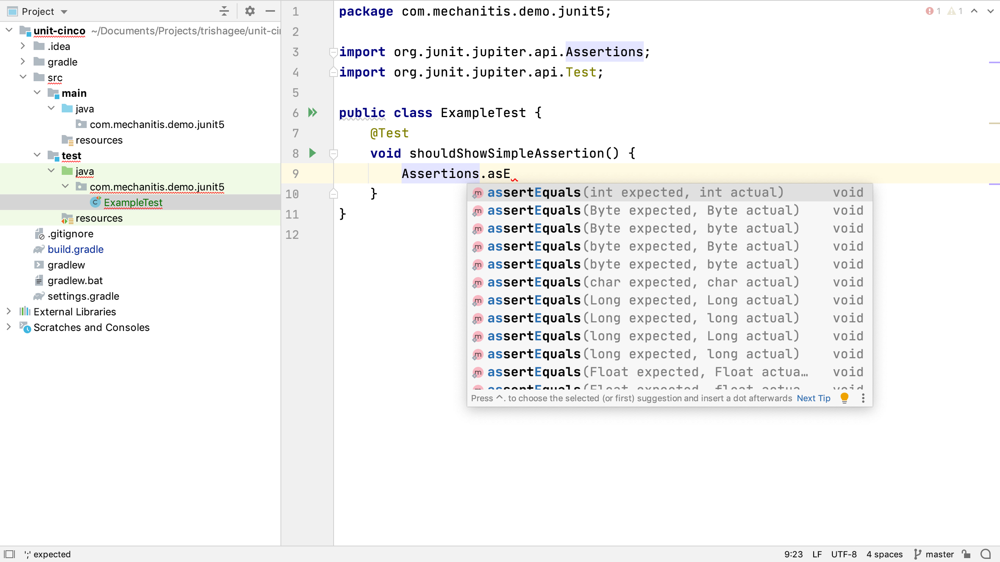 Project
unit-cinco ~/Documents/Projects/trishagee/unit-ci
.idea
gradle
src
main
java
com.mechanitis.demo.junit5
resources
test
java
com.mechanitis.demo.junit5
ExampleTest
resources
.gitignore
build.gradle
gradlew
gradlew.bat
settings.gradle
External Libraries
Scratches and Consoles
1 package com.mechanitis.demo.junit5;
1 1
2
3 import org.junit.jupiter.api.Assertions;
4 import org.junit.jupiter.api.Test;
5
6 public class ExampleTest {
7 @Test
8 void shouldShowSimpleAssertion() {
9 Assertions.asE
10 }
11 }
12
assertEquals(int expected, int actual) void
assertEquals(Byte expected, Byte actual) void
assertEquals(Byte expected, byte actual) void
assertEquals(byte expected, Byte actual) void
assertEquals(byte expected, byte actual) void
assertEquals(char expected, char actual) void
assertEquals(Long expected, Long actual) void
assertEquals(Long expected, long actual) void
assertEquals(long expected, Long actual) void
assertEquals(long expected, long actual) void
assertEquals(Float expected, Float actua… void
assertEquals(Float expected, float actua… void
Press ^. to choose the selected (or first) suggestion and insert a dot afterwards Next Tip
';' expected
9:23 LF UTF-8 4 spaces master